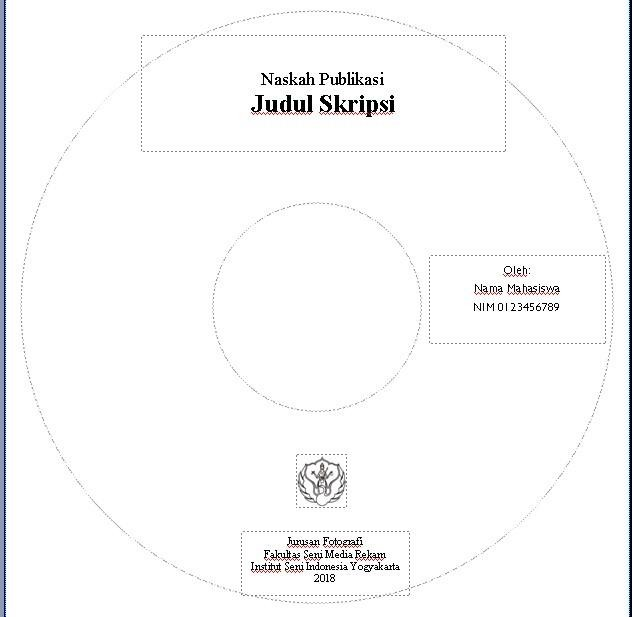 Naskah Publikasi
Judul Skripsi
Oleh:
Nama Mahasiswa
NIM 0123456789
Jurusan Fotografi
Fakultas Seni Media Rekam
Institut Seni Indonesia Yogyakarta
2018